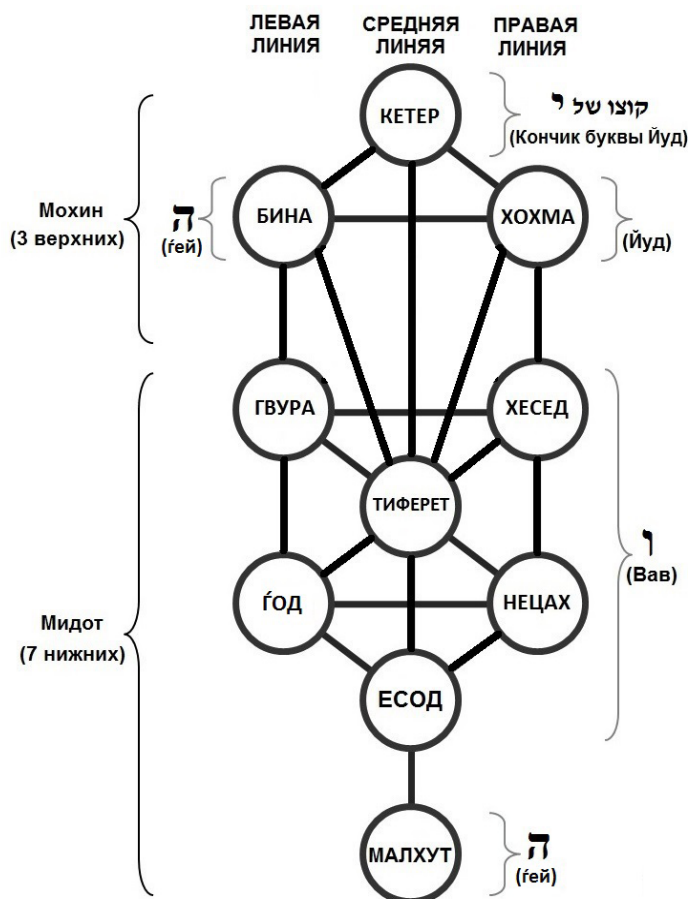 ЛЕВАЯ
ЛИНИЯ
СРЕДНЯЯ
ЛИНЯЯ
ПРАВАЯ
ЛИНИЯ
КЕТЕР
קוצו של י
(Кончик буквы Йуд)
Мохин
(3 верхних)
ה
(ѓей)
БИНА
ХОХМА
(Йуд)
ГВУРА
ХЕСЕД
ТИФЕРЕТ
ו
(Вав)
Мидот
(7 нижних)
ЃОД
НЕЦАХ
ЕСОД
МАЛХУТ
ה
(ѓей)